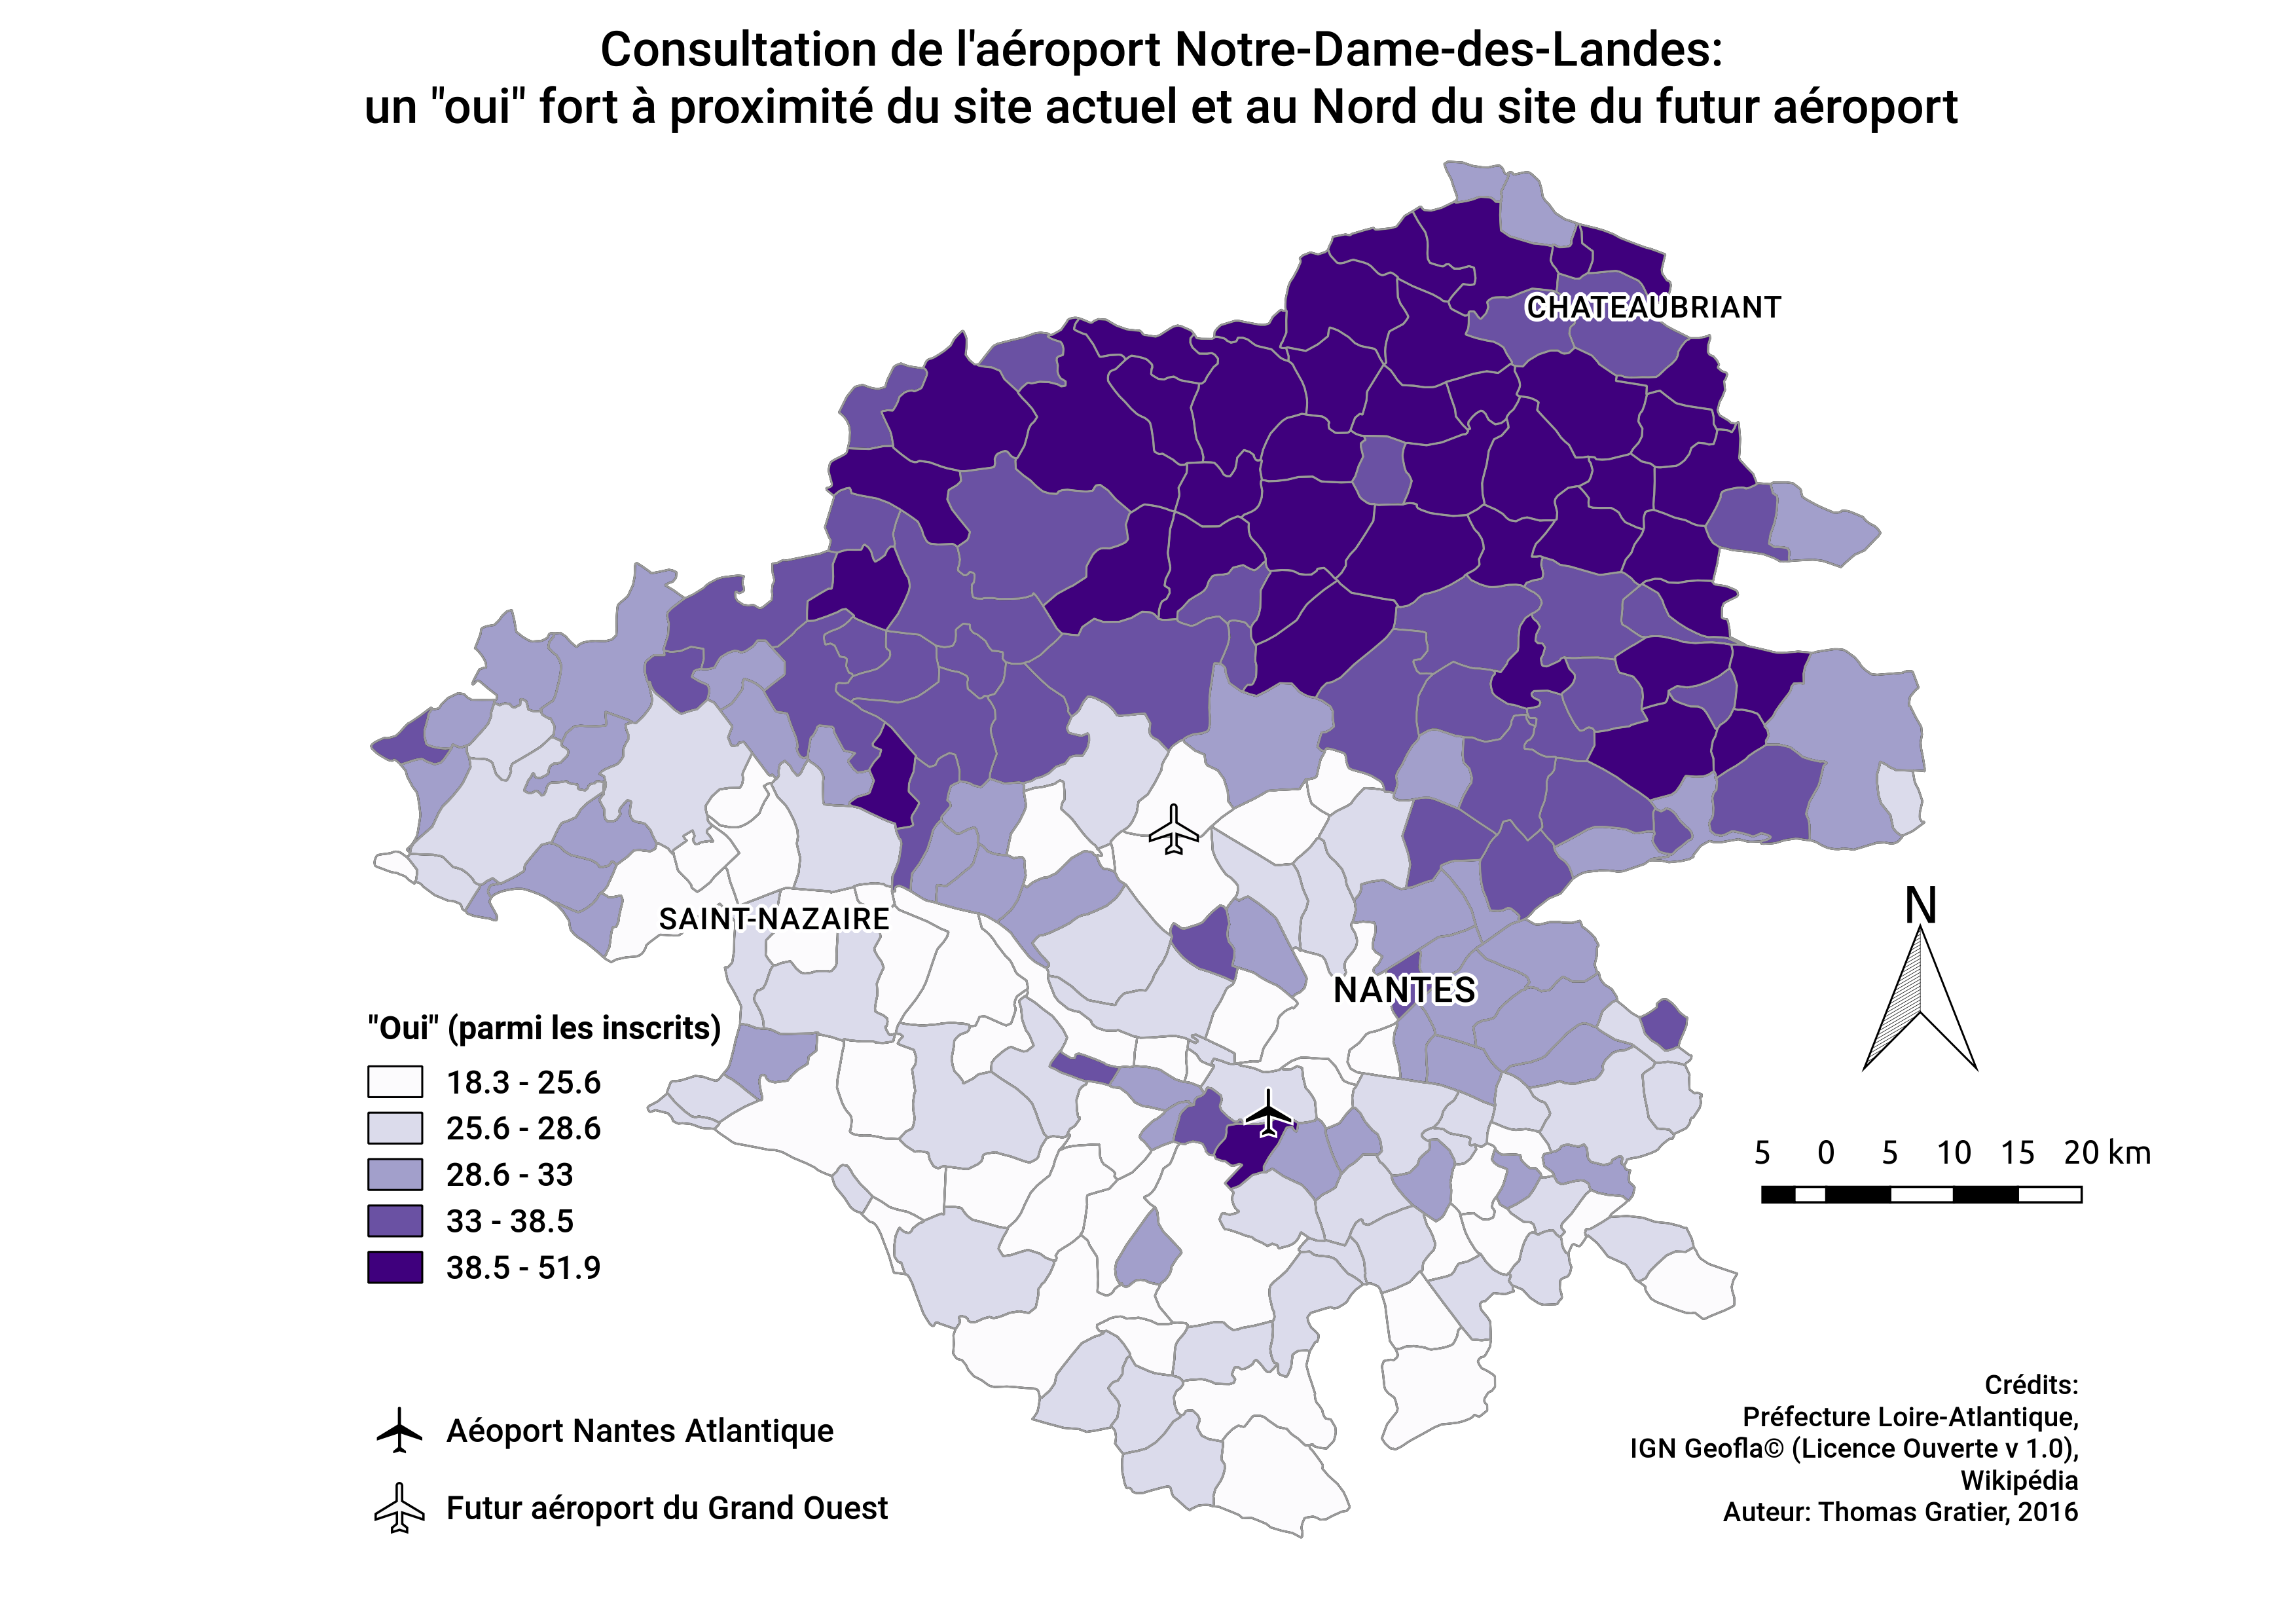 Consultation de l'aéroport Notre-Dame-des-Landes:
un "oui" fort à proximité du site actuel et au Nord du site du futur aéroport
CHATEAUBRIANT
SAINT-NAZAIRE
NANTES
N
5 0 5 10 15 20 km
"Oui" (parmi les inscrits)
18.3 - 25.6
25.6 - 28.6
28.6 - 33
33 - 38.5
38.5 - 51.9
Aéoport Nantes Atlantique
Futur aéroport du Grand Ouest
Crédits:
Préfecture Loire-Atlantique,
IGN Geofla© (Licence Ouverte v 1.0),
Wikipédia
Auteur: Thomas Gratier, 2016